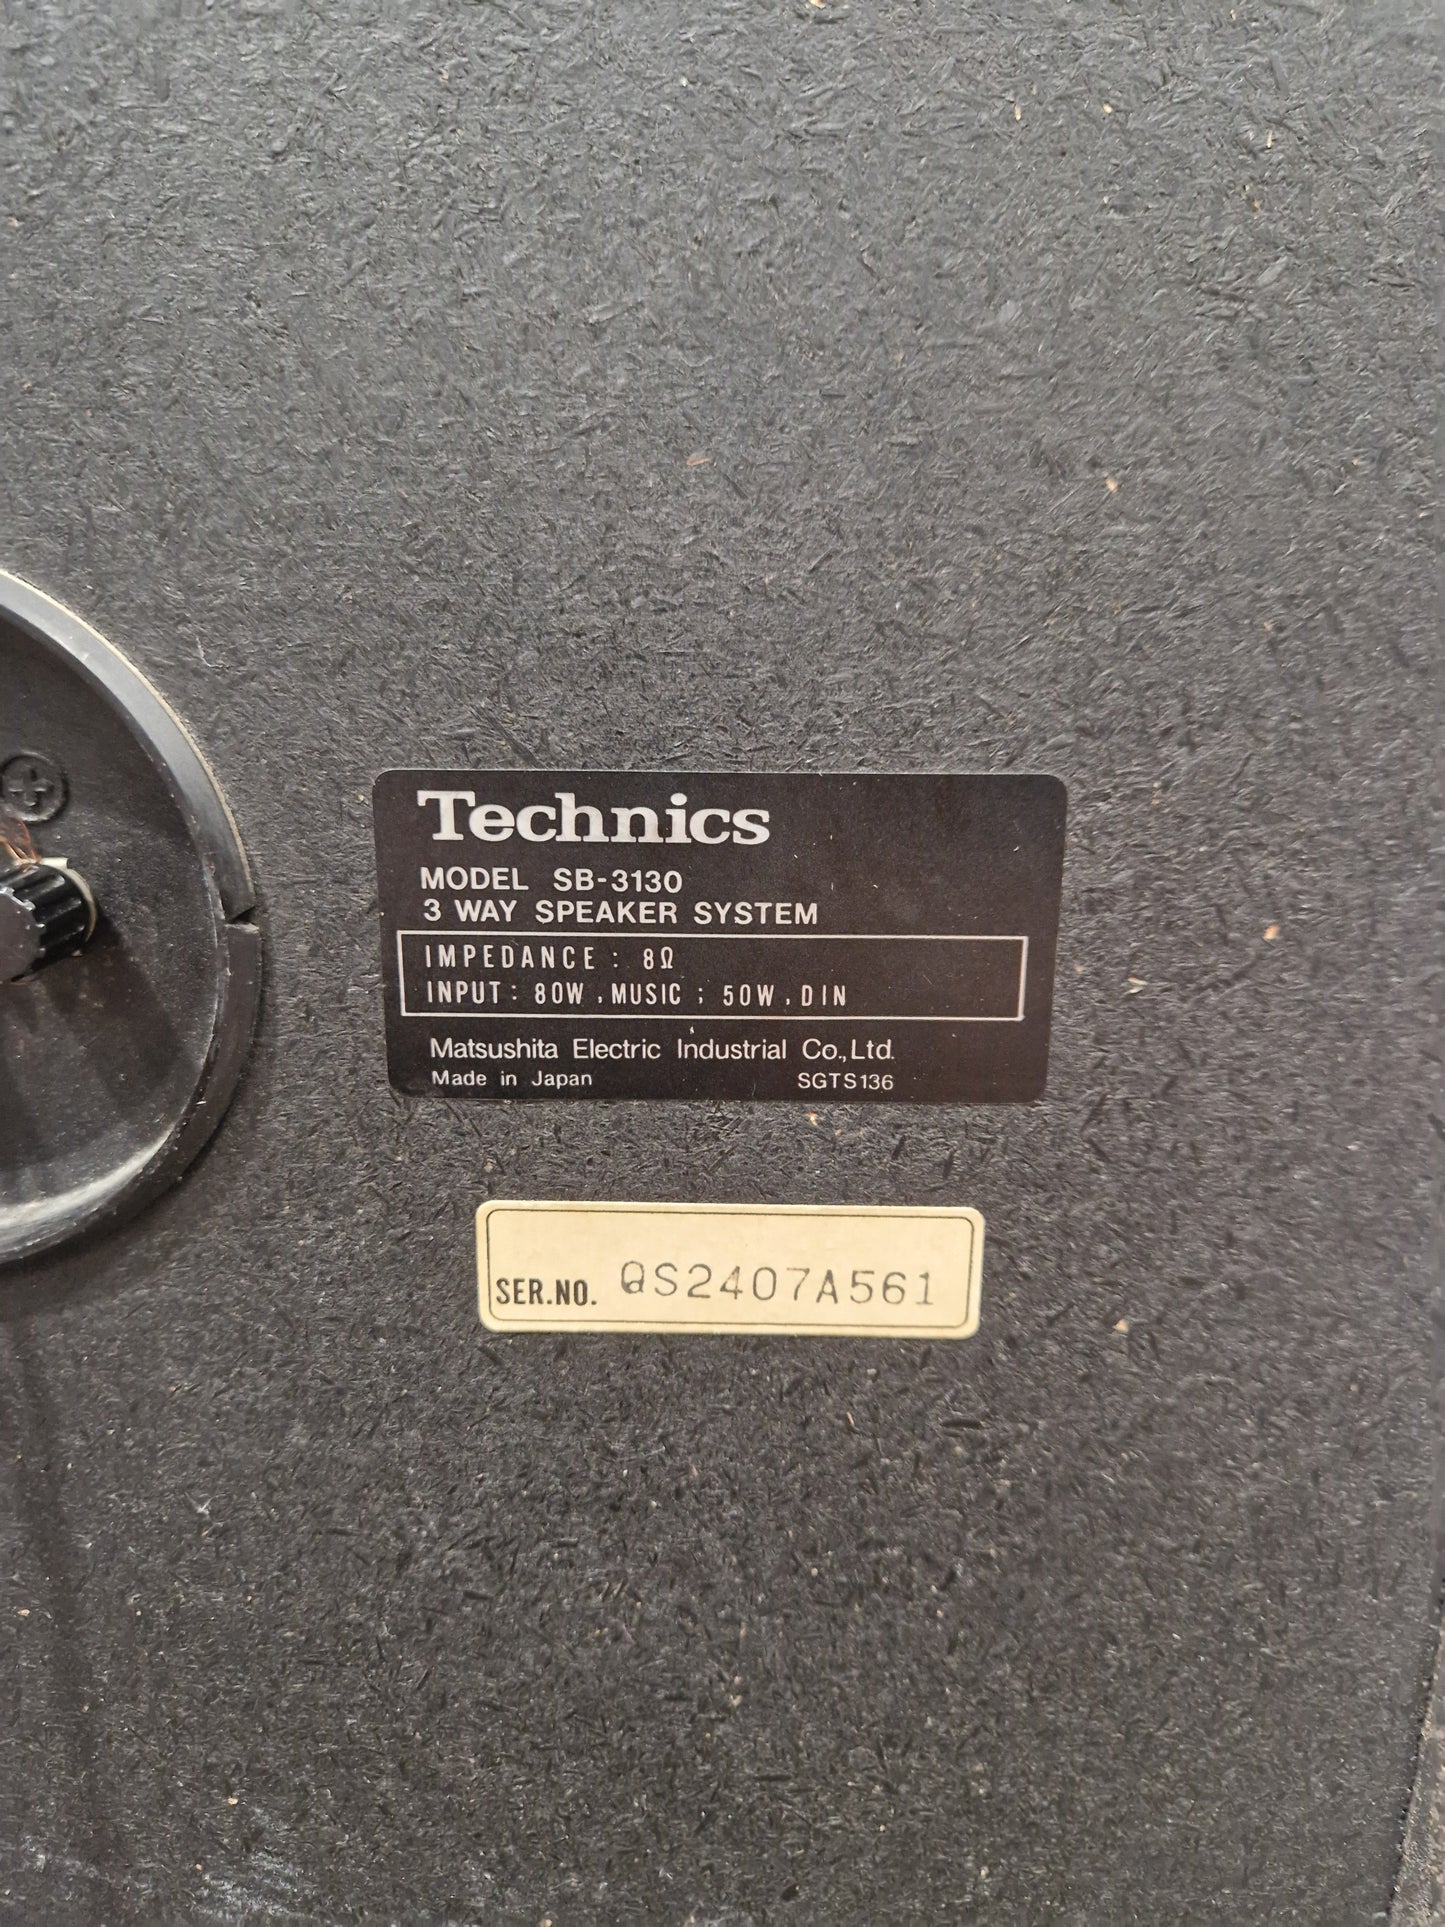 Technics
MODEL SB-3130
3 WAY SPEAKER SYSTEM
IMPEDANCE : 8Ω
INPUT : 80W , MUSIC ; 50W , DIN
Matsushita Electric Industrial Co., Ltd.
Made in Japan SGTS136
SER.NO. QS2407A561